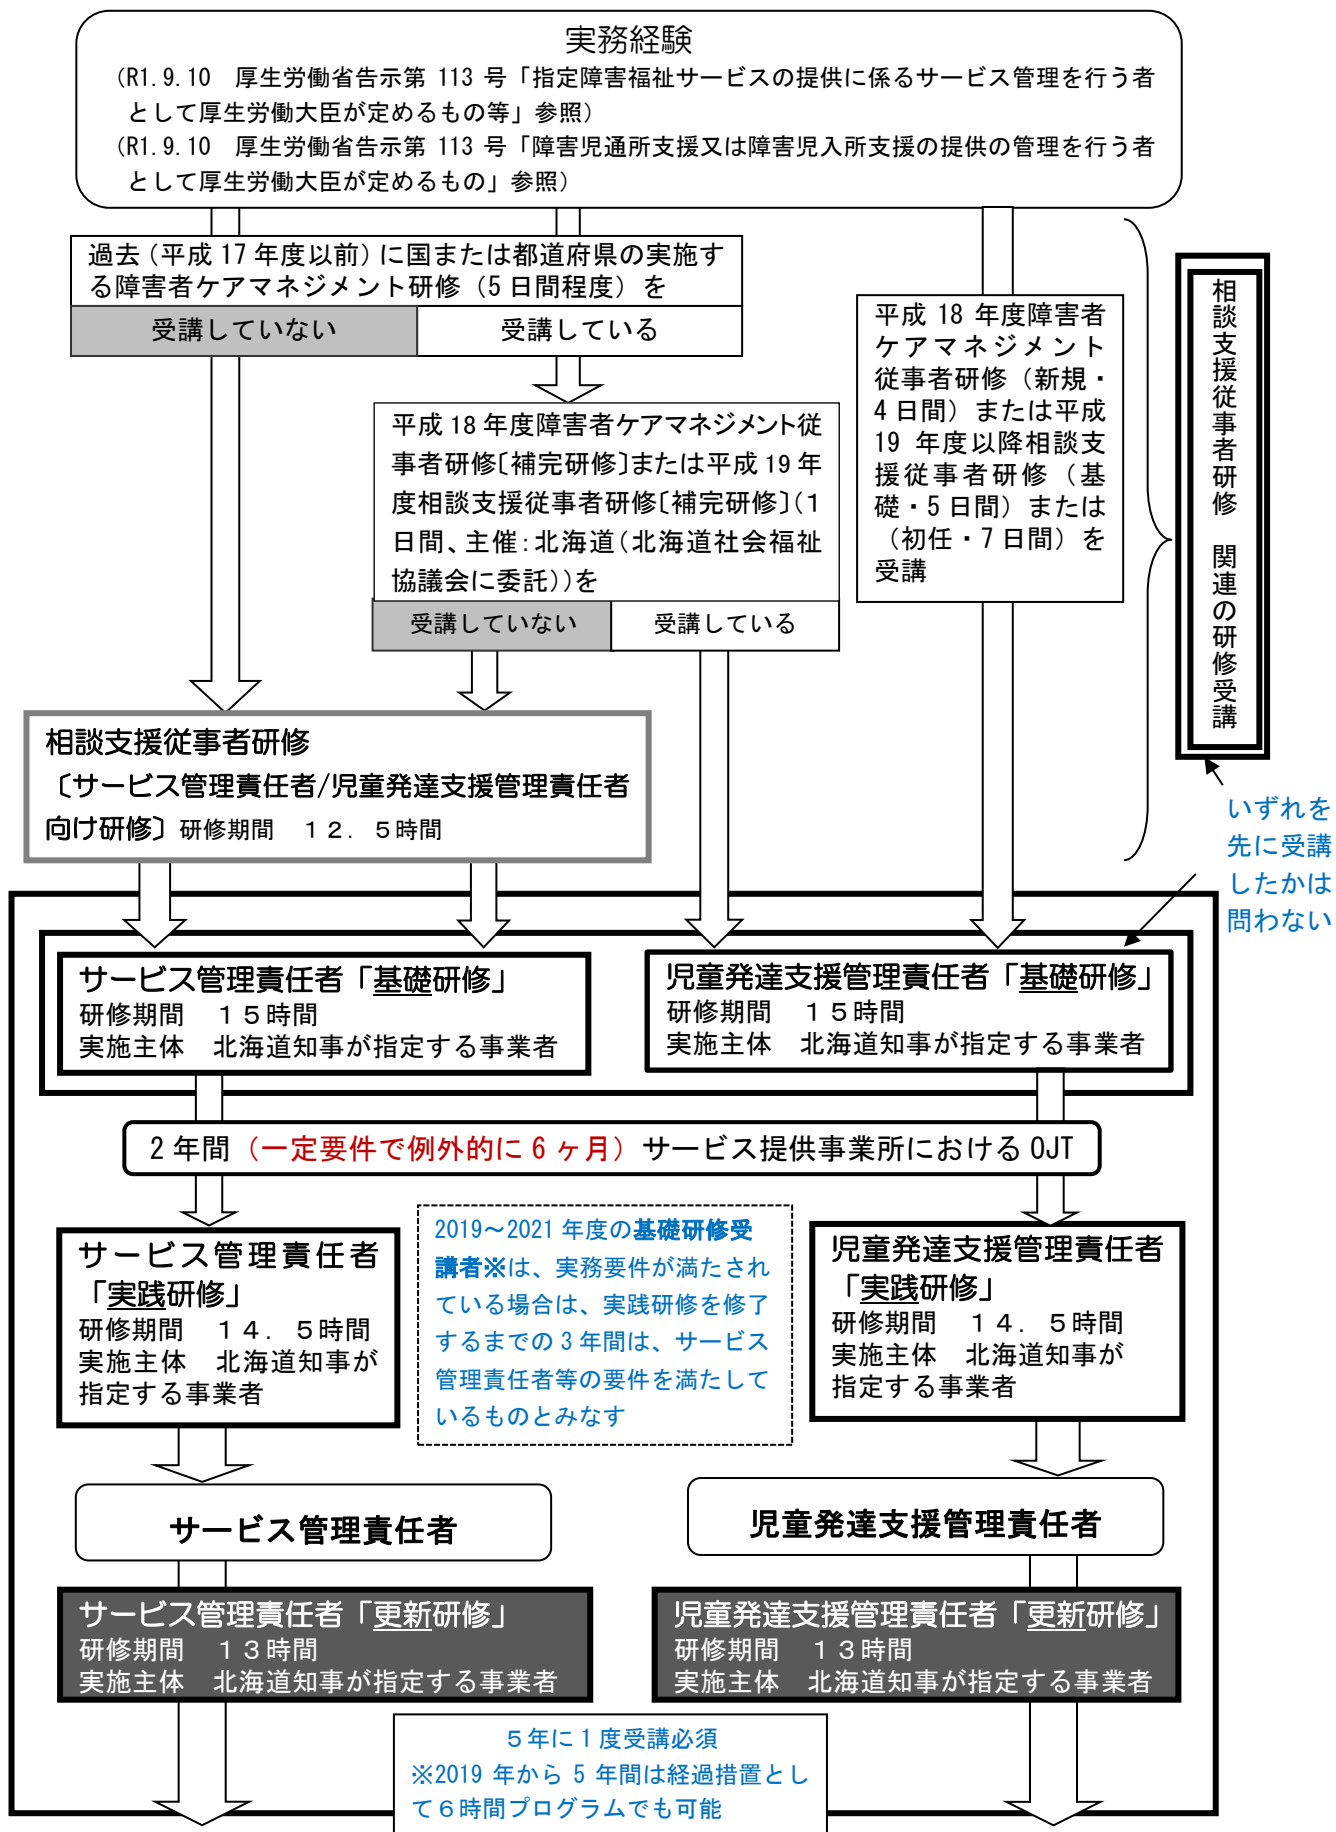 実務経験
(R1.9.10　厚生労働省告示第 113 号「指定障害福祉サービスの提供に係るサービス管理を行う者
として厚生労働大臣が定めるもの等」参照)
(R1.9.10　厚生労働省告示第 113 号「障害児通所支援又は障害児入所支援の提供の管理を行う者
として厚生労働大臣が定めるもの」参照)
過去(平成 17 年度以前)に国または都道府県の実施す
る障害者ケアマネジメント研修（5 日間程度）を
受講していない
受講している
平成 18 年度障害者ケアマネジメント従
事者研修〔補完研修〕または平成 19 年
度相談支援従事者研修〔補完研修〕(1
日間、主催:北海道(北海道社会福祉
協議会に委託))を
受講していない
受講している
平成 18 年度障害者
ケアマネジメント
従事者研修（新規・
4 日間）または平成
19 年度以降相談支
援従事者研修（基
礎・5 日間）または
（初任・7 日間）を
受講
相談支援従事者研修　関連の研修受講
相談支援従事者研修
〔サービス管理責任者/児童発達支援管理責任者
向け研修〕研修期間　１２．５時間
いずれを
先に受講
したかは
問わない
サービス管理責任者「基礎研修」
研修期間　１５時間
実施主体　北海道知事が指定する事業者
児童発達支援管理責任者「基礎研修」
研修期間　１５時間
実施主体　北海道知事が指定する事業者
2 年間（一定要件で例外的に 6 ヶ月）サービス提供事業所における OJT
サービス管理責任者
「実践研修」
研修期間　１４．５時間
実施主体　北海道知事が
指定する事業者
2019～2021 年度の基礎研修受
講者※は、実務要件が満たされ
ている場合は、実践研修を修了
するまでの 3 年間は、サービス
管理責任者等の要件を満たして
いるものとみなす
児童発達支援管理責任者
「実践研修」
研修期間　１４．５時間
実施主体　北海道知事が
指定する事業者
サービス管理責任者
児童発達支援管理責任者
サービス管理責任者「更新研修」
研修期間　１３時間
実施主体　北海道知事が指定する事業者
児童発達支援管理責任者「更新研修」
研修期間　１３時間
実施主体　北海道知事が指定する事業者
５年に 1 度受講必須
※2019 年から 5 年間は経過措置とし
て６時間プログラムでも可能